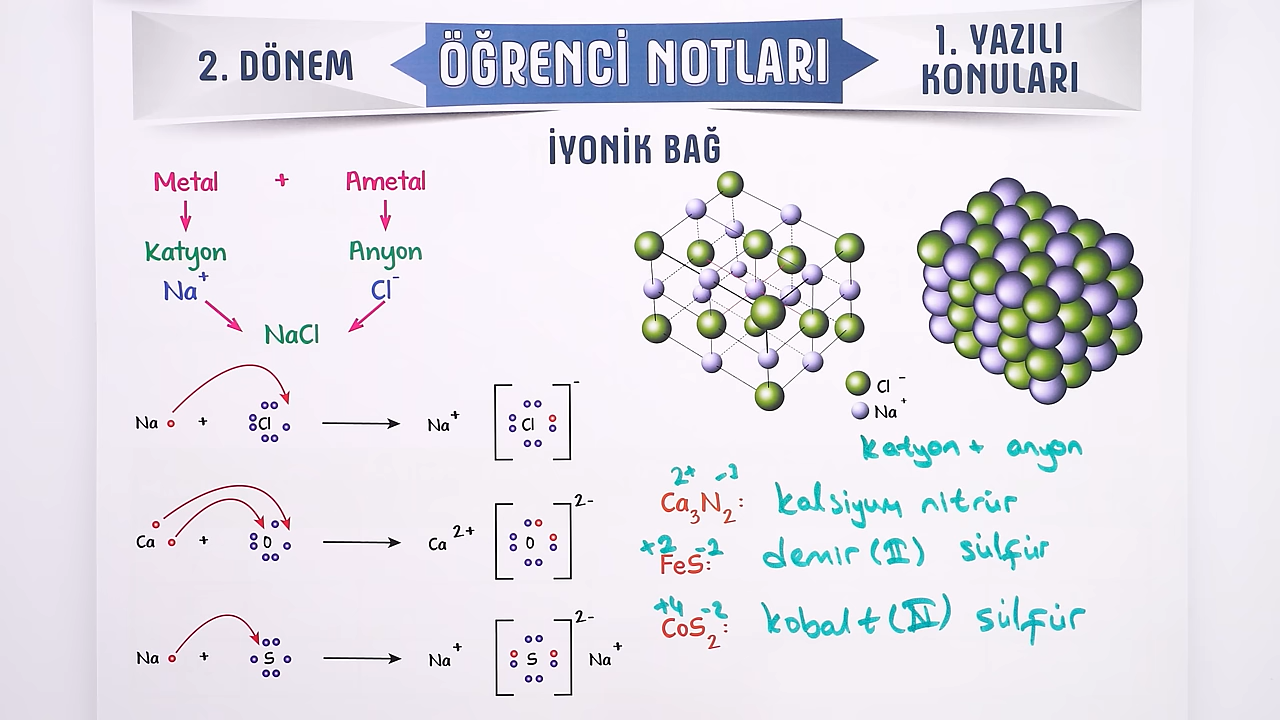 2. DÖNEM
ÖĞRENCİ NOTLARI
1. YAZILI
KONULARI
İYONİK BAĞ
Metal + Ametal
Katyon Anyon
Na⁺ Cl⁻
NaCl
Cl⁻
Na⁺
Na + Cl Na⁺ [Cl]⁻
Ca + O Ca²⁺ [O]²⁻
Na + S Na⁺ [S]²⁻ Na⁺
katyon + anyon
2+ -3
Ca₃N₂: kalsiyum nitrür
+2 -2
FeS: demir (II) sülfür
+4 -2
CoS₂: kobalt (IV) sülfür